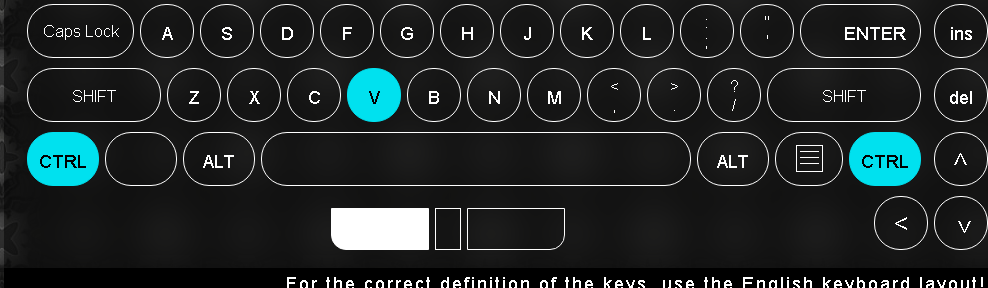 Caps Lock A S D F G H J K L : ; " ' ENTER ins
SHIFT Z X C V B N M < , > . ? / SHIFT del
CTRL ALT ALT CTRL ^
< v
For the correct definition of the keys, use the English keyboard layout!